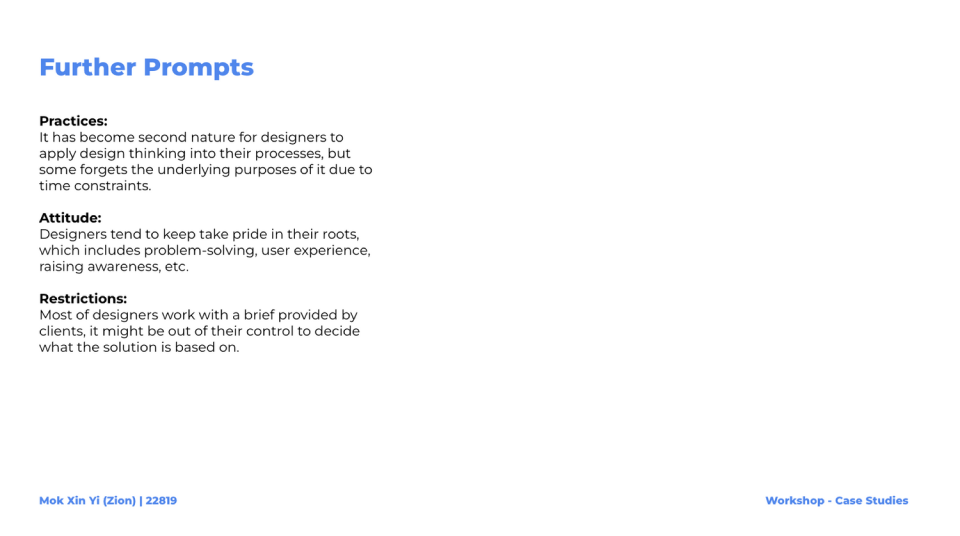 Further Prompts
Practices:
It has become second nature for designers to
apply design thinking into their processes, but
some forgets the underlying purposes of it due to
time constraints.
Attitude:
Designers tend to keep take pride in their roots,
which includes problem-solving, user experience,
raising awareness, etc.
Restrictions:
Most of designers work with a brief provided by
clients, it might be out of their control to decide
what the solution is based on.
Mok Xin Yi (Zion) | 22819
Workshop - Case Studies